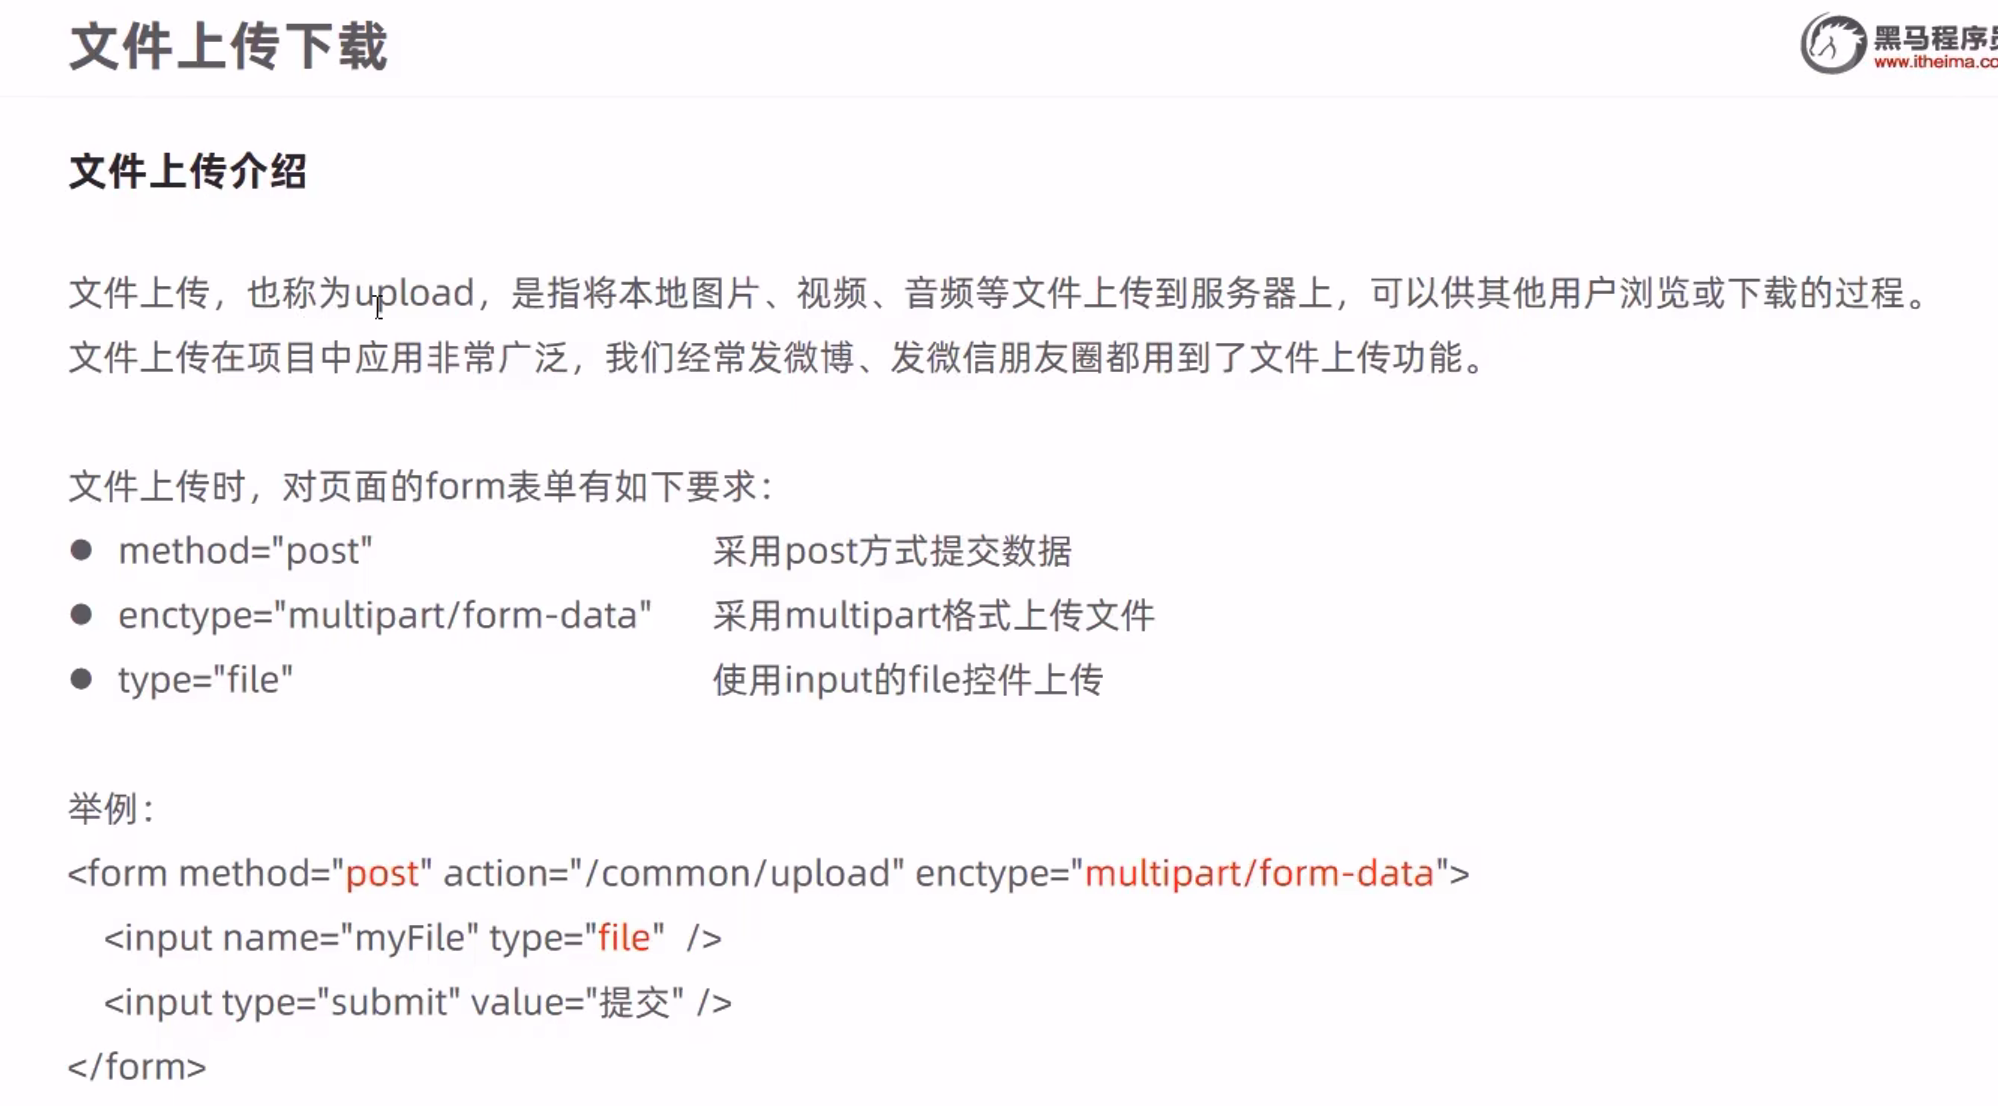 文件上传下载
黑马程序员
www.itheima.co
文件上传介绍
文件上传，也称为upload，是指将本地图片、视频、音频等文件上传到服务器上，可以供其他用户浏览或下载的过程。
文件上传在项目中应用非常广泛，我们经常发微博、发微信朋友圈都用到了文件上传功能。
文件上传时，对页面的form表单有如下要求：
● method="post" 采用post方式提交数据
● enctype="multipart/form-data" 采用multipart格式上传文件
● type="file" 使用input的file控件上传
举例：
<form method="post" action="/common/upload" enctype="multipart/form-data">
<input name="myFile" type="file"  />
<input type="submit" value="提交" />
</form>